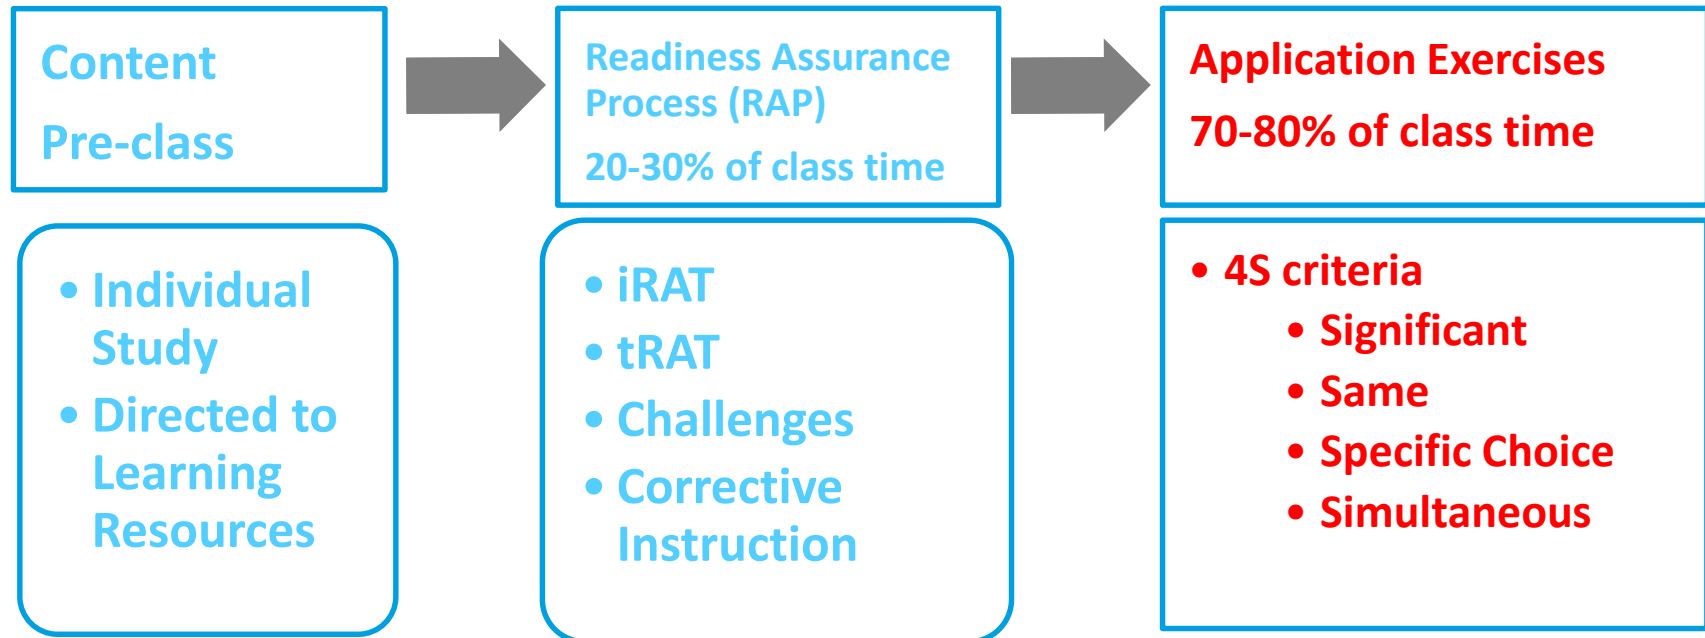 Content
Pre-class
Readiness Assurance
Process (RAP)
20-30% of class time
Application Exercises
70-80% of class time
• Individual
Study
• Directed to
Learning
Resources
• iRAT
• tRAT
• Challenges
• Corrective
Instruction
• 4S criteria
• Significant
• Same
• Specific Choice
• Simultaneous